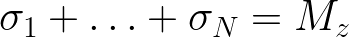 σ₁ + … + σ_N = M_z